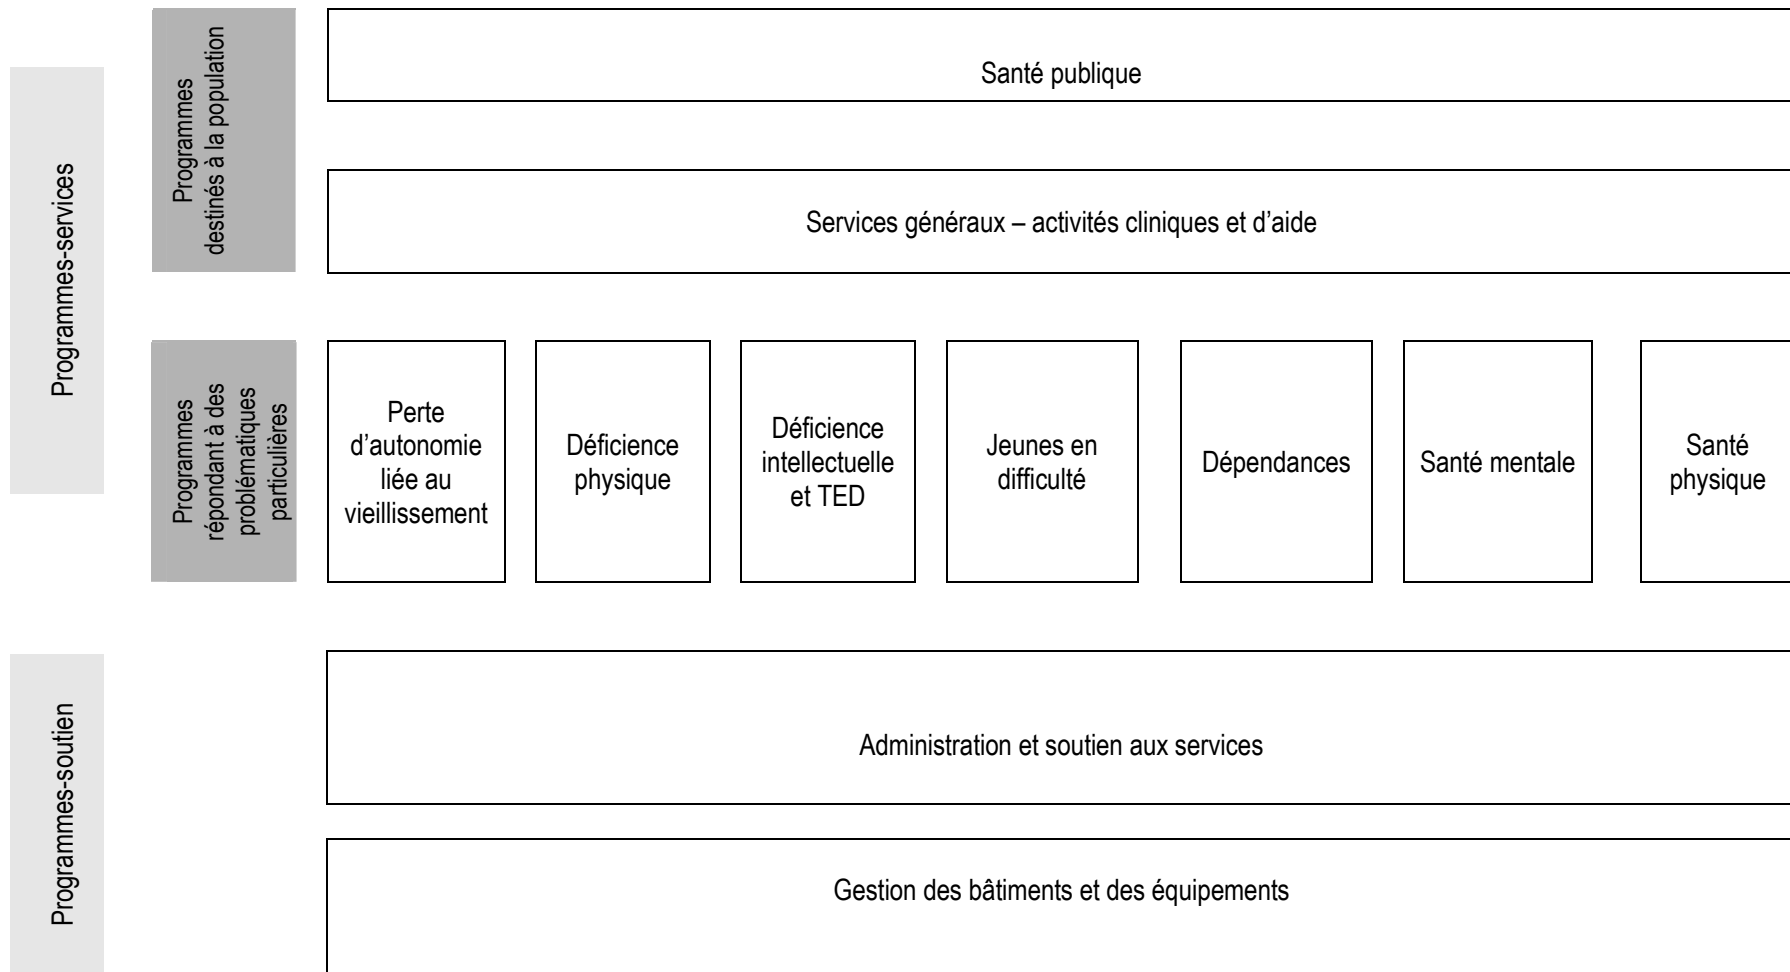 Programmes-services
Programmes
destinés à la population
Santé publique
Services généraux – activités cliniques et d’aide
Programmes
répondant à des
problématiques
particulières
Perte
d’autonomie
liée au
vieillissement
Déficience
physique
Déficience
intellectuelle
et TED
Jeunes en
difficulté
Dépendances
Santé mentale
Santé
physique
Programmes-soutien
Administration et soutien aux services
Gestion des bâtiments et des équipements